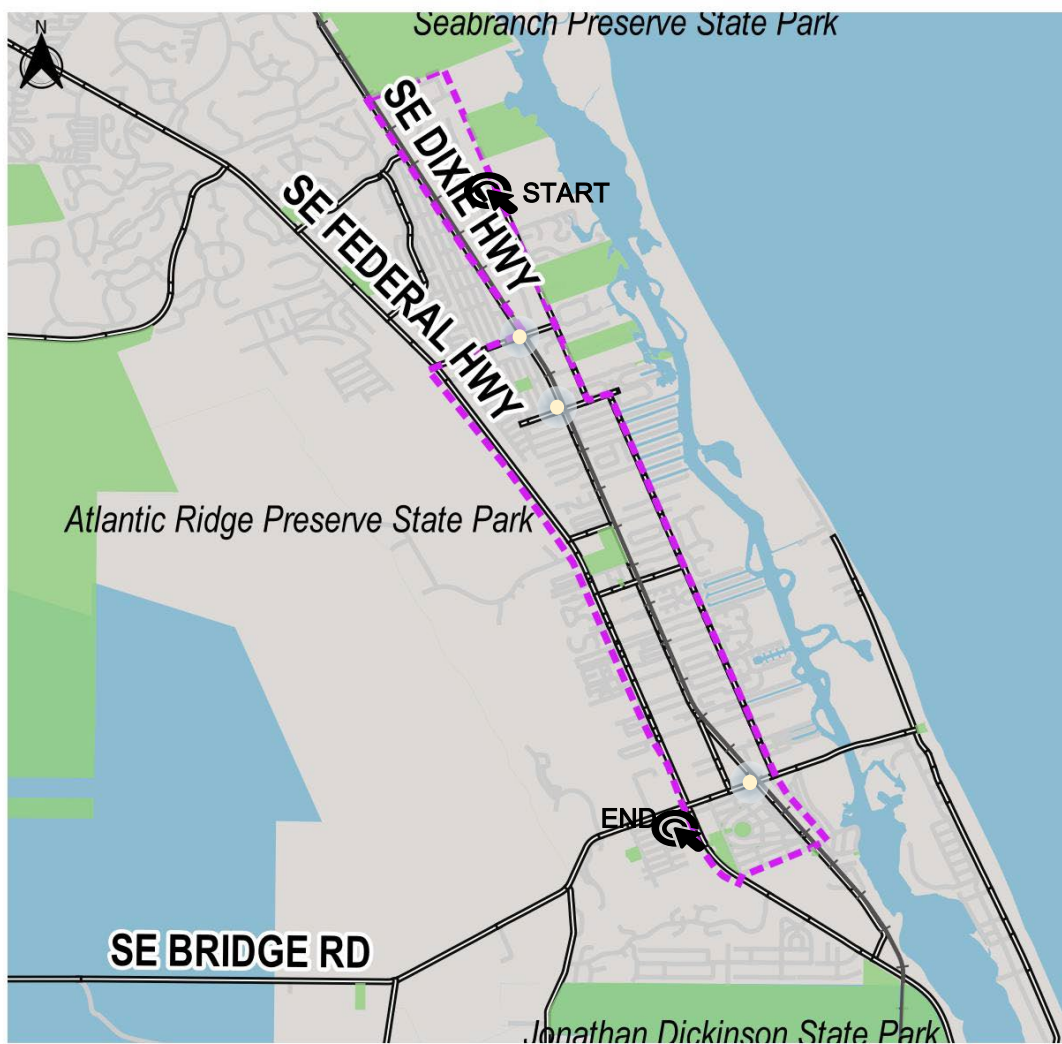 Seabranch Preserve State Park
N
SE DIXIE HWY
START
SE FEDERAL HWY
Atlantic Ridge Preserve State Park
END
SE BRIDGE RD
Jonathan Dickinson State Park